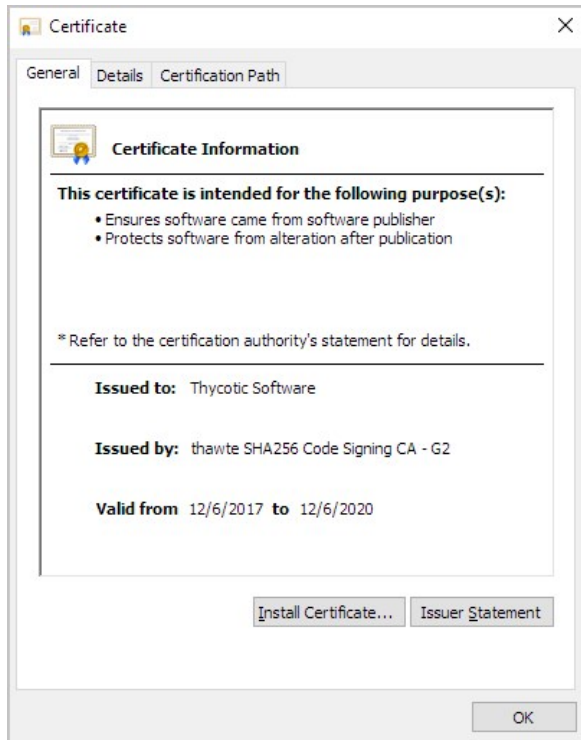 Certificate
General Details Certification Path
Certificate Information
This certificate is intended for the following purpose(s):
• Ensures software came from software publisher
• Protects software from alteration after publication
* Refer to the certification authority's statement for details.
Issued to: Thycotic Software
Issued by: thawte SHA256 Code Signing CA - G2
Valid from 12/6/2017 to 12/6/2020
Install Certificate... Issuer Statement
OK